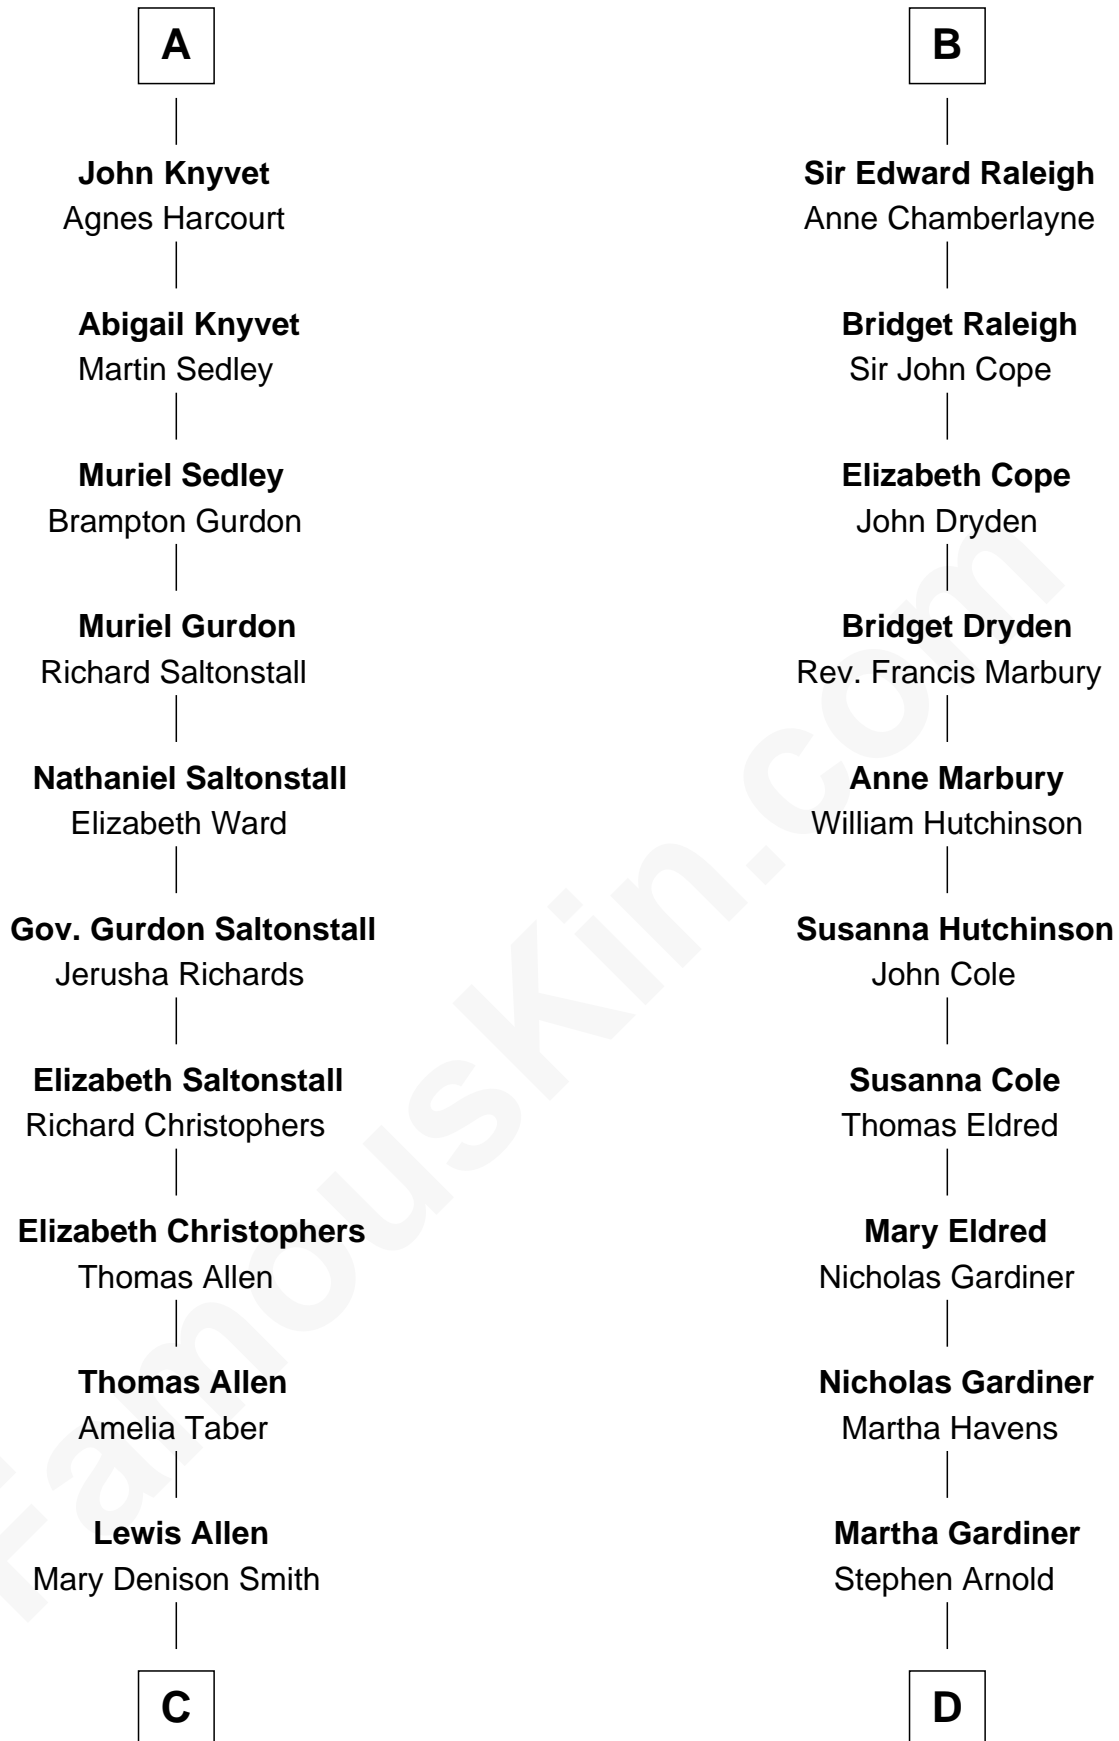 A
John Knyvet
Agnes Harcourt
Abigail Knyvet
Martin Sedley
Muriel Sedley
Brampton Gurdon
Muriel Gurdon
Richard Saltonstall
Nathaniel Saltonstall
Elizabeth Ward
Gov. Gurdon Saltonstall
Jerusha Richards
Elizabeth Saltonstall
Richard Christophers
Elizabeth Christophers
Thomas Allen
Thomas Allen
Amelia Taber
Lewis Allen
Mary Denison Smith
C
B
Sir Edward Raleigh
Anne Chamberlayne
Bridget Raleigh
Sir John Cope
Elizabeth Cope
John Dryden
Bridget Dryden
Rev. Francis Marbury
Anne Marbury
William Hutchinson
Susanna Hutchinson
John Cole
Susanna Cole
Thomas Eldred
Mary Eldred
Nicholas Gardiner
Nicholas Gardiner
Martha Havens
Martha Gardiner
Stephen Arnold
D
FamousKin.com